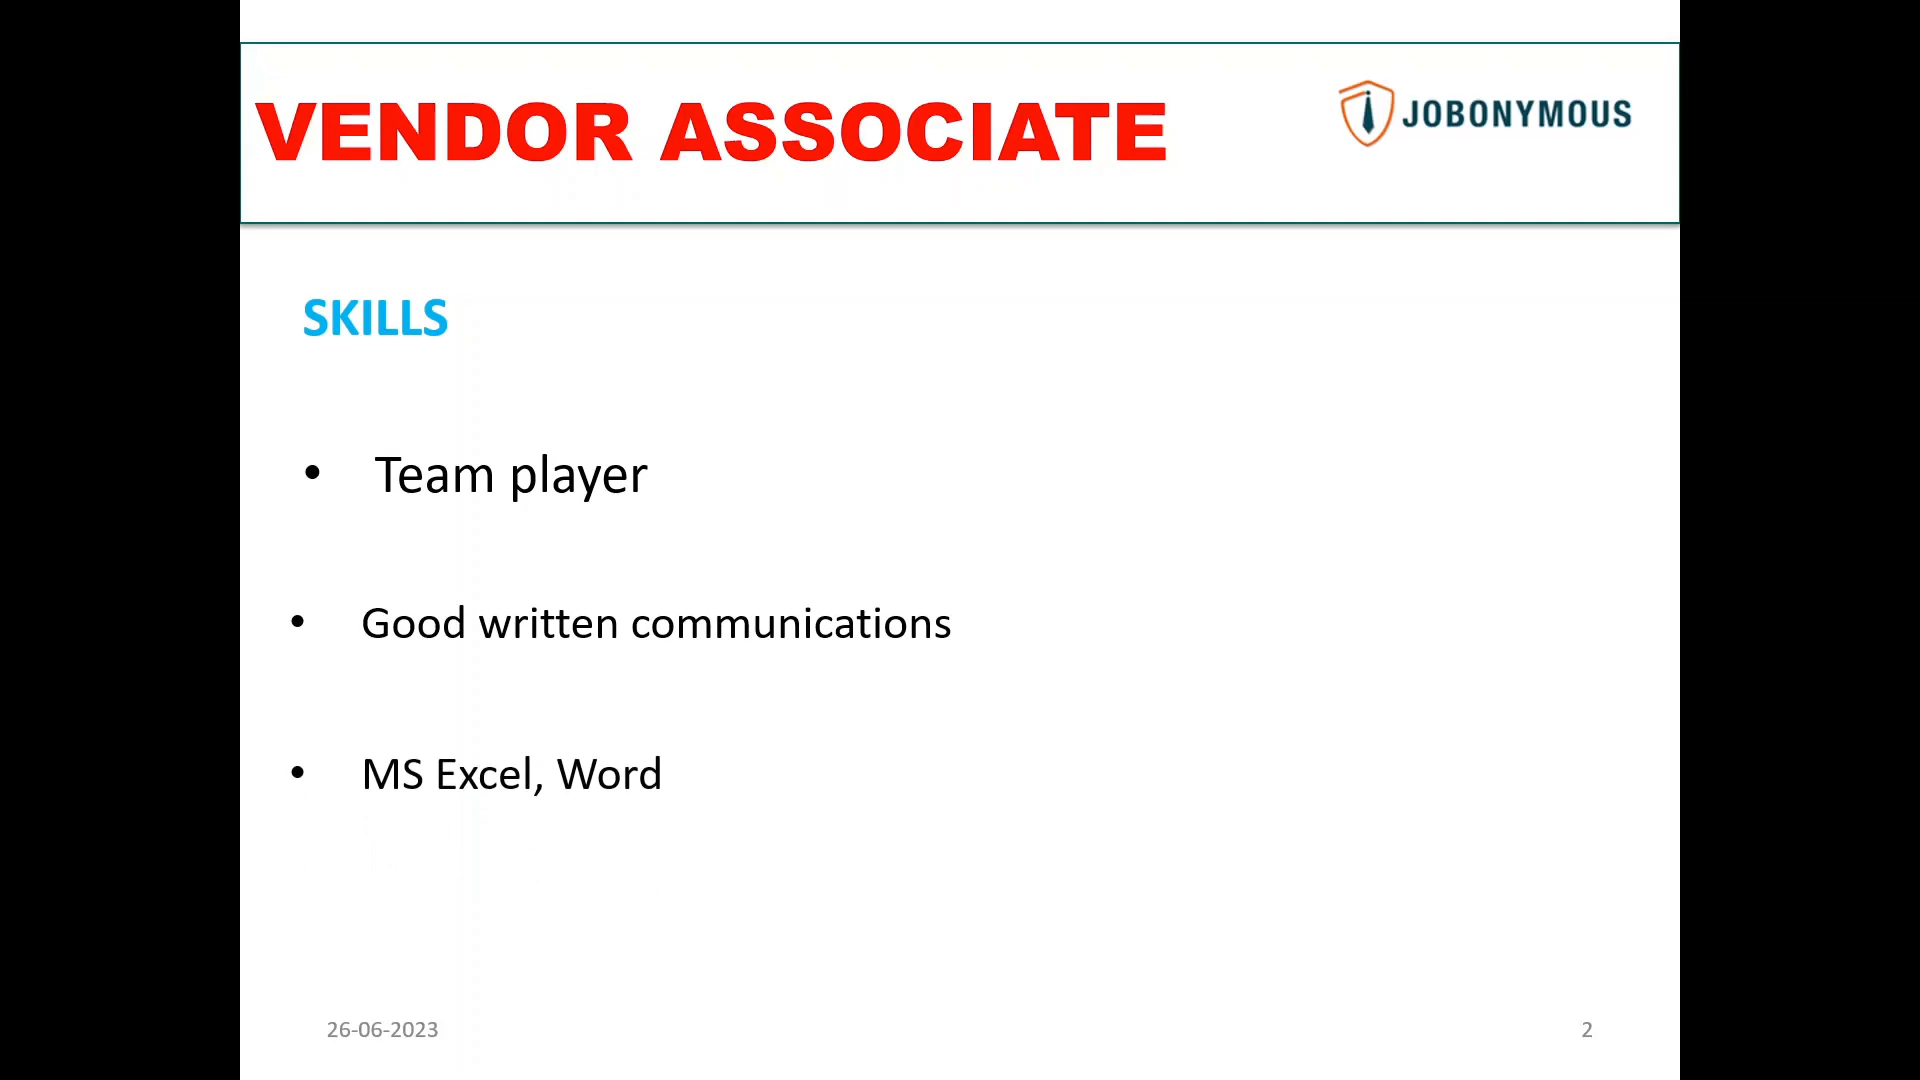 VENDOR ASSOCIATE
JOBONYMOUS
SKILLS
• Team player
• Good written communications
• MS Excel, Word
26-06-2023
2